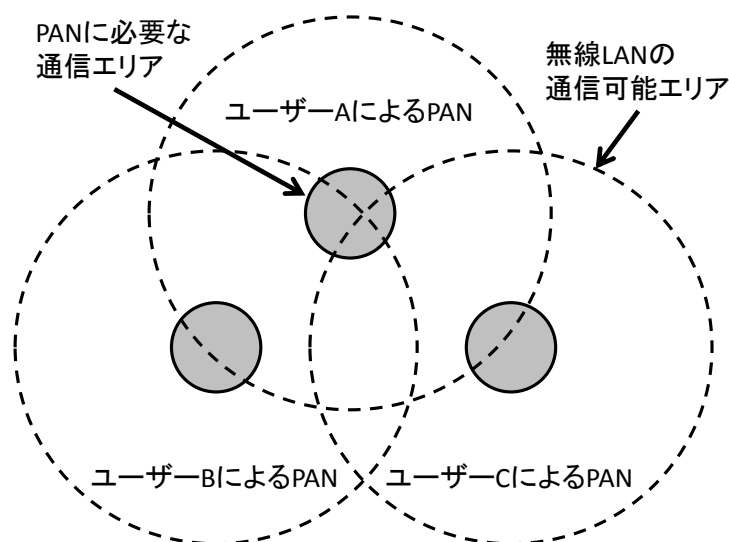 PANに必要な
通信エリア
無線LANの
通信可能エリア
ユーザーAによるPAN
ユーザーBによるPAN
ユーザーCによるPAN